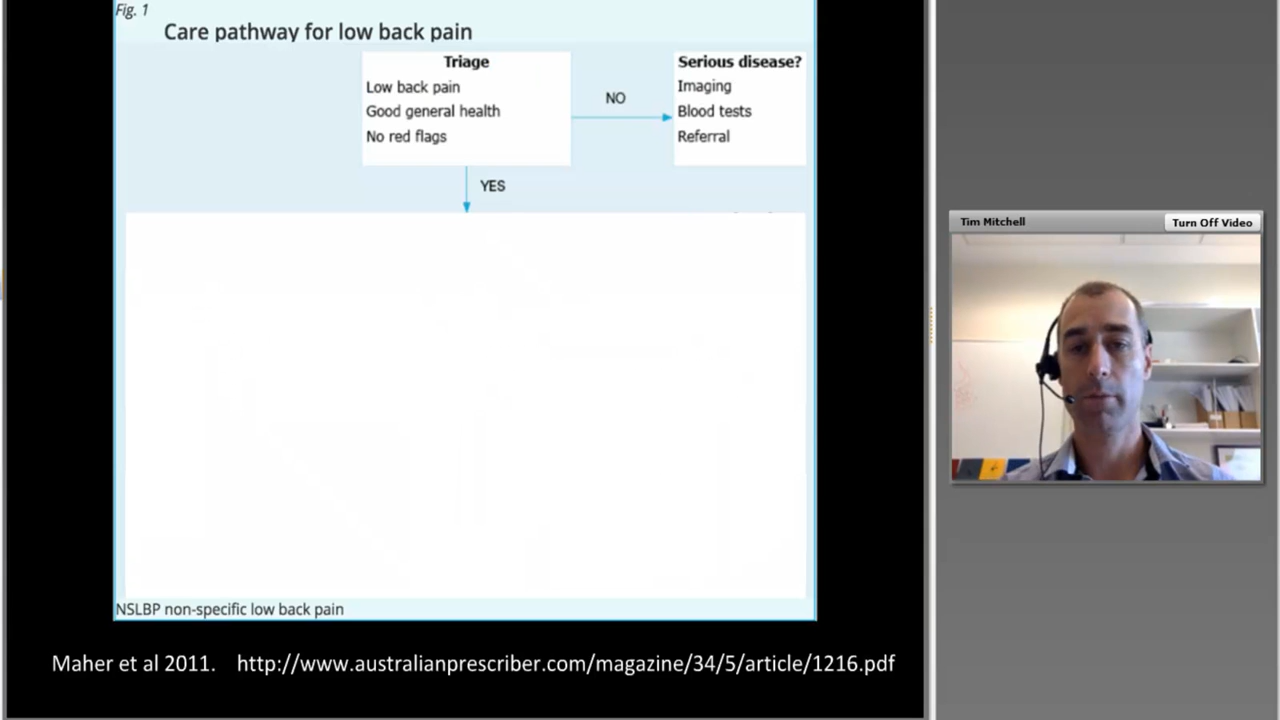 Fig. 1
Care pathway for low back pain
Triage
Low back pain
Good general health
No red flags
NO
Serious disease?
Imaging
Blood tests
Referral
YES
NSLBP non-specific low back pain
Maher et al 2011. http://www.australianprescriber.com/magazine/34/5/article/1216.pdf
Tim Mitchell
Turn Off Video